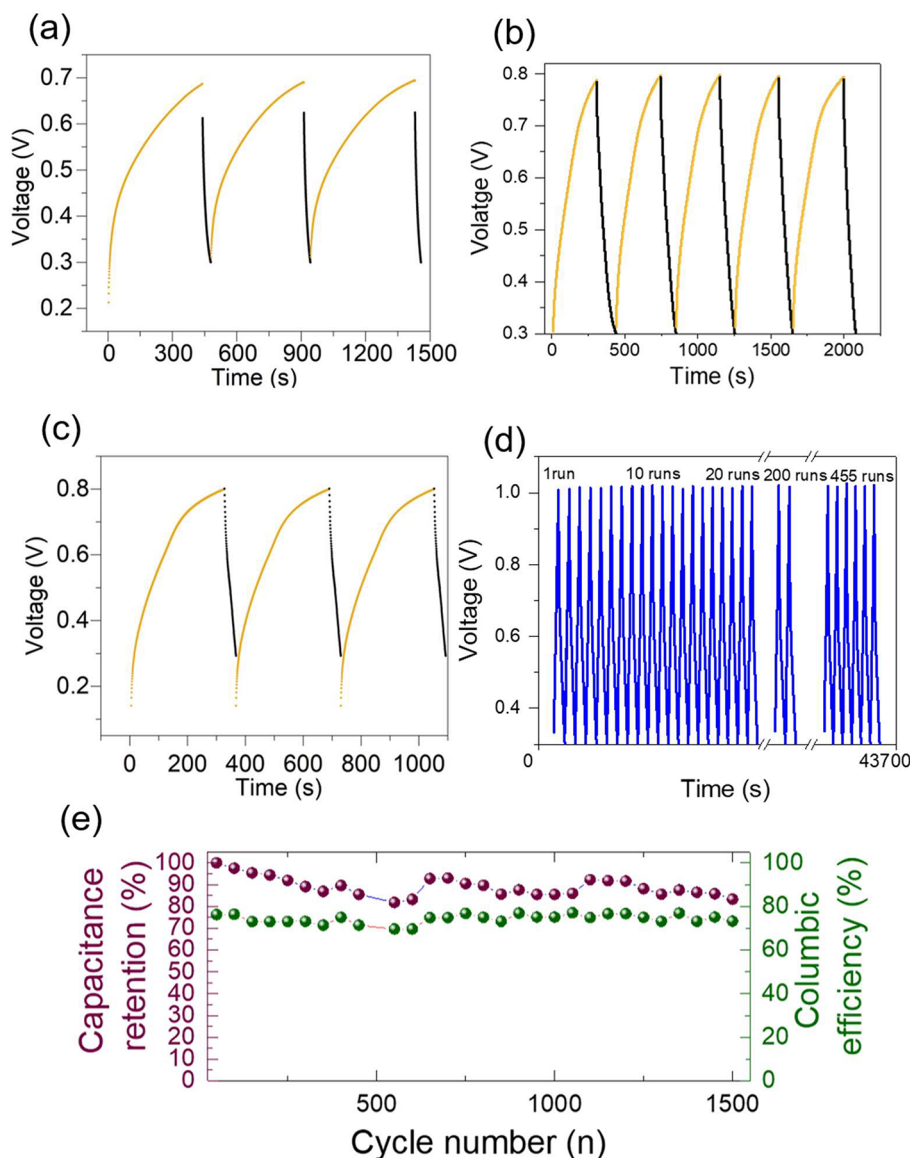 (a)
0.7
0.6
0.5
0.4
0.3
0.2
Voltage (V)
0 300 600 900 1200 1500
Time (s)
(b)
0.8
0.7
0.6
0.5
0.4
0.3
Volatge (V)
0 500 1000 1500 2000
Time (s)
(c)
0.8
0.6
0.4
0.2
Voltage (V)
0 200 400 600 800 1000
Time (s)
(d)
1run 10 runs 20 runs 200 runs 455 runs
1.0
0.8
0.6
0.4
Voltage (V)
0 43700
Time (s)
(e)
Capacitance
retention (%)
100
90
80
70
60
50
40
30
20
10
0
100
80
60
40
20
0
Columbic
efficiency (%)
500 1000 1500
Cycle number (n)